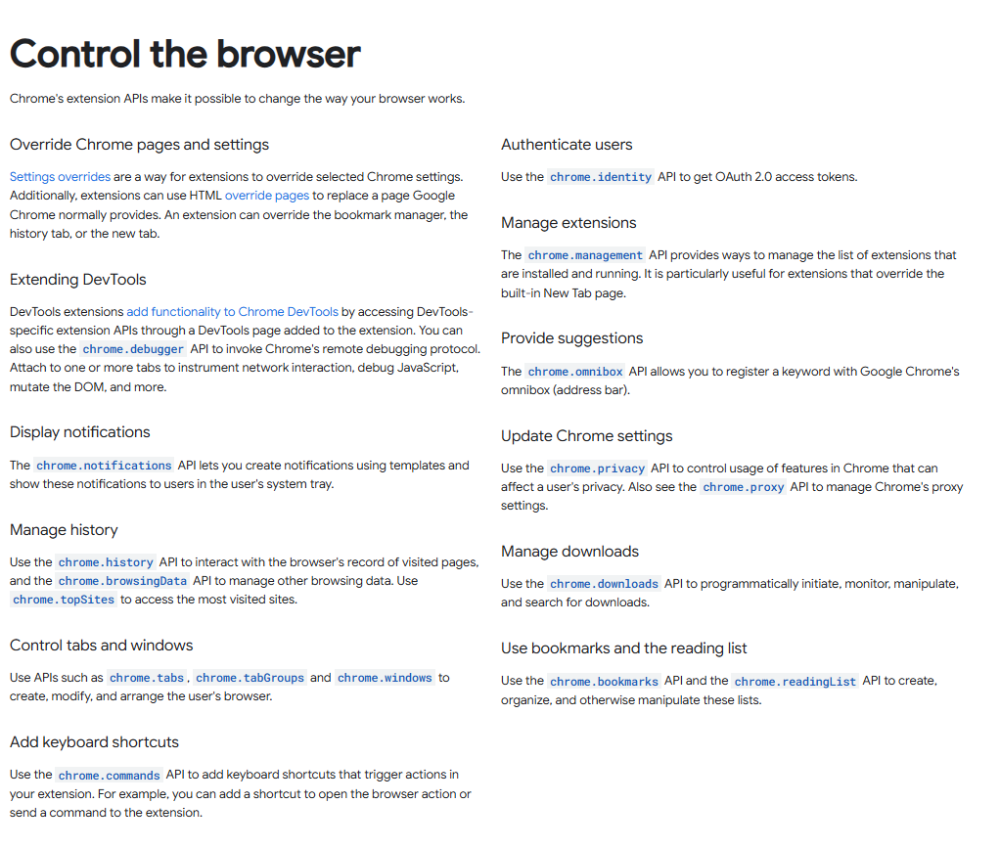 Control the browser
Chrome's extension APIs make it possible to change the way your browser works.
Override Chrome pages and settings
Settings overrides are a way for extensions to override selected Chrome settings.
Additionally, extensions can use HTML override pages to replace a page Google
Chrome normally provides. An extension can override the bookmark manager, the
history tab, or the new tab.
Extending DevTools
DevTools extensions add functionality to Chrome DevTools by accessing DevTools-
specific extension APIs through a DevTools page added to the extension. You can
also use the chrome.debugger API to invoke Chrome's remote debugging protocol.
Attach to one or more tabs to instrument network interaction, debug JavaScript,
mutate the DOM, and more.
Display notifications
The chrome.notifications API lets you create notifications using templates and
show these notifications to users in the user's system tray.
Manage history
Use the chrome.history API to interact with the browser's record of visited pages,
and the chrome.browsingData API to manage other browsing data. Use
chrome.topSites to access the most visited sites.
Control tabs and windows
Use APIs such as chrome.tabs, chrome.tabGroups and chrome.windows to
create, modify, and arrange the user's browser.
Add keyboard shortcuts
Use the chrome.commands API to add keyboard shortcuts that trigger actions in
your extension. For example, you can add a shortcut to open the browser action or
send a command to the extension.
Authenticate users
Use the chrome.identity API to get OAuth 2.0 access tokens.
Manage extensions
The chrome.management API provides ways to manage the list of extensions that
are installed and running. It is particularly useful for extensions that override the
built-in New Tab page.
Provide suggestions
The chrome.omnibox API allows you to register a keyword with Google Chrome's
omnibox (address bar).
Update Chrome settings
Use the chrome.privacy API to control usage of features in Chrome that can
affect a user's privacy. Also see the chrome.proxy API to manage Chrome's proxy
settings.
Manage downloads
Use the chrome.downloads API to programmatically initiate, monitor, manipulate,
and search for downloads.
Use bookmarks and the reading list
Use the chrome.bookmarks API and the chrome.readingList API to create,
organize, and otherwise manipulate these lists.